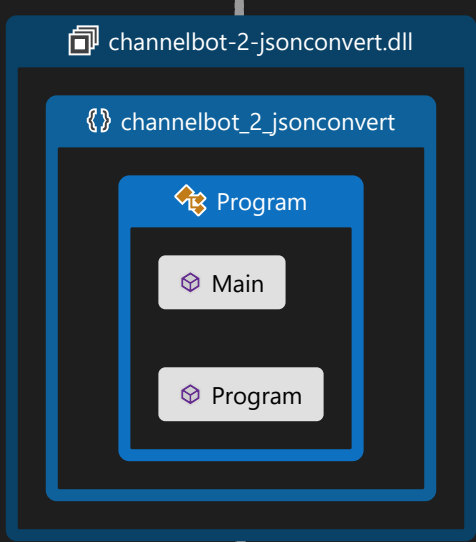 channelbot-2-jsonconvert.dll
{} channelbot_2_jsonconvert
Program
Main
Program